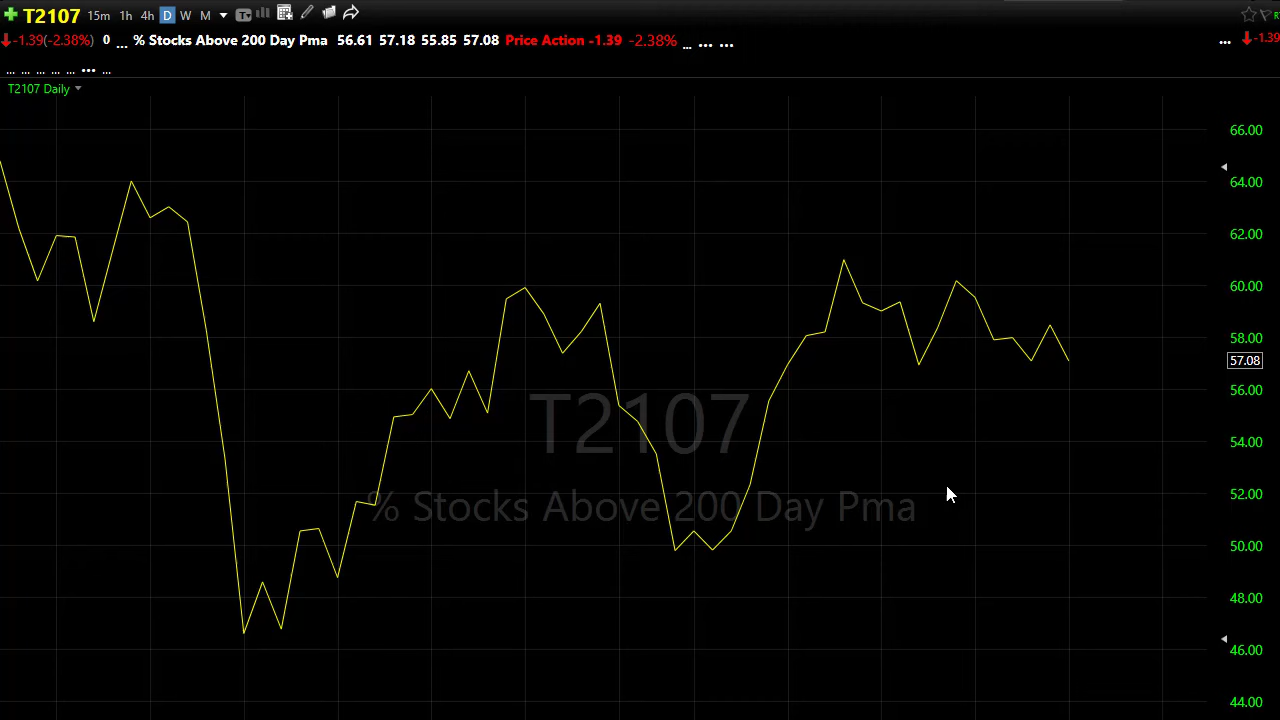 T2107 15m 1h 4h D W M T
-1.39(-2.38%) 0 ... % Stocks Above 200 Day Pma 56.61 57.18 55.85 57.08 Price Action -1.39 -2.38% ... ... ... ... -1.39
... ... ... ... ... ... ...
T2107 Daily
66.00
64.00
62.00
60.00
58.00
57.08
56.00
T2107
54.00
52.00
% Stocks Above 200 Day Pma
50.00
48.00
46.00
44.00